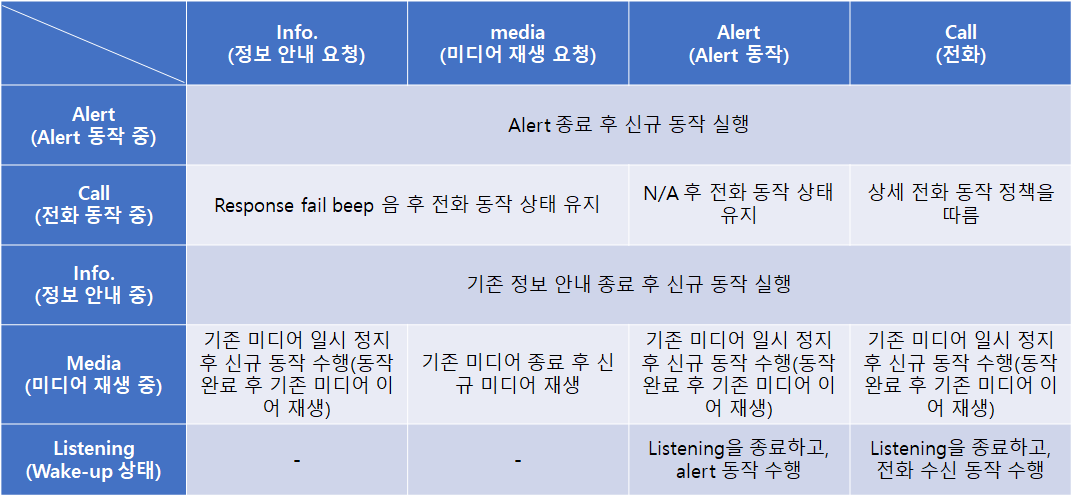 Info.
(정보 안내 요청)
media
(미디어 재생 요청)
Alert
(Alert 동작)
Call
(전화)
Alert
(Alert 동작 중)
Alert 종료 후 신규 동작 실행
Call
(전화 동작 중)
Response fail beep 음 후 전화 동작 상태 유지
N/A 후 전화 동작 상태
유지
상세 전화 동작 정책을
따름
Info.
(정보 안내 중)
기존 정보 안내 종료 후 신규 동작 실행
Media
(미디어 재생 중)
기존 미디어 일시 정지
후 신규 동작 수행(동작
완료 후 기존 미디어 이
어 재생)
기존 미디어 종료 후 신
규 미디어 재생
기존 미디어 일시 정지
후 신규 동작 수행(동작
완료 후 기존 미디어 이
어 재생)
기존 미디어 일시 정지
후 신규 동작 수행(동작
완료 후 기존 미디어 이
어 재생)
Listening
(Wake-up 상태)
-
-
Listening을 종료하고,
alert 동작 수행
Listening을 종료하고,
전화 수신 동작 수행